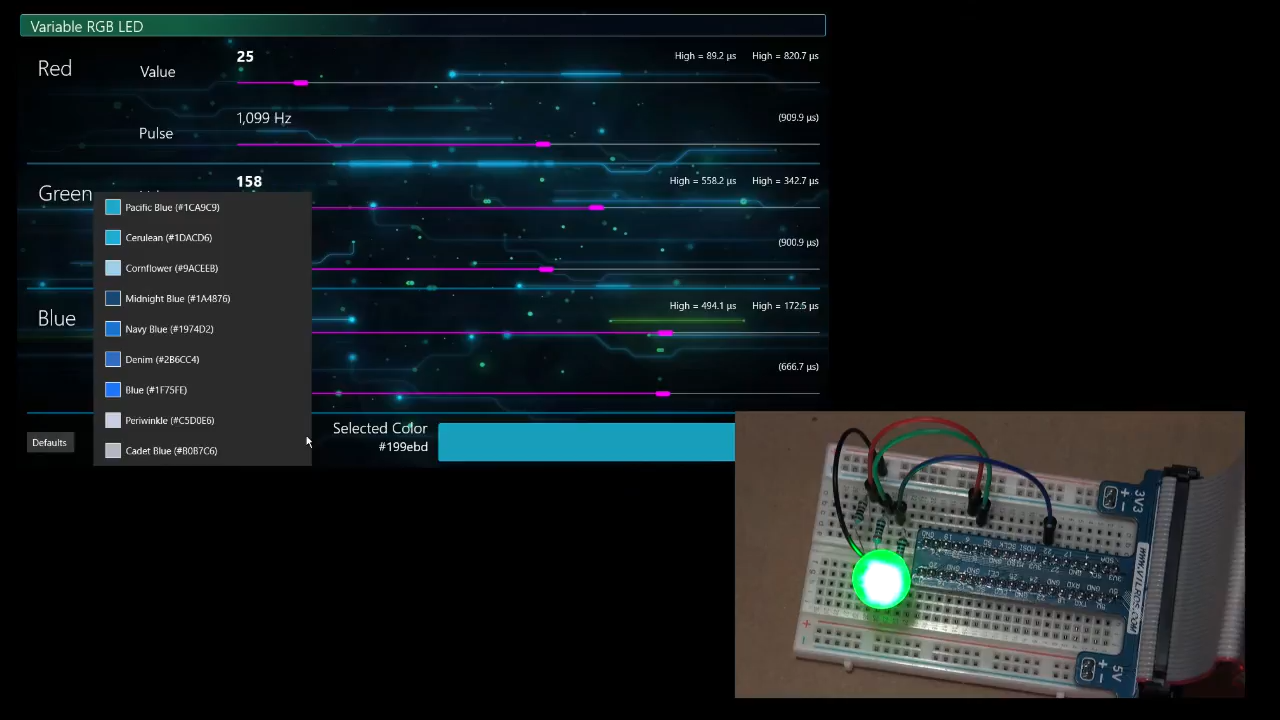 Variable RGB LED
Red
Value
25
High = 89.2 µs High = 820.7 µs
Pulse
1,099 Hz
(909.9 µs)
Green
158
High = 558.2 µs High = 342.7 µs
(900.9 µs)
Blue
High = 494.1 µs High = 172.5 µs
(666.7 µs)
Pacific Blue (#1CA9C9)
Cerulean (#1DACD6)
Cornflower (#9ACEEB)
Midnight Blue (#1A4876)
Navy Blue (#1974D2)
Denim (#2B6CC4)
Blue (#1F75FE)
Periwinkle (#C5D0E6)
Cadet Blue (#B0B7C6)
Defaults
Selected Color
#199ebd
3V3
5V